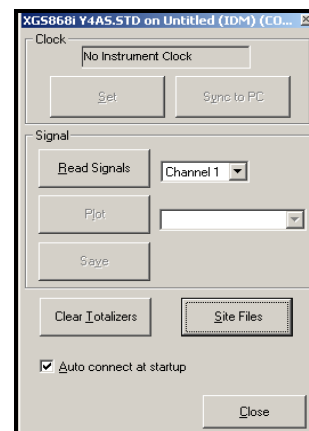 XGS868i Y4AS.STD on Untitled (IDM) (CO...
Clock
No Instrument Clock
Set
Sync to PC
Signal
Read Signals
Channel 1
Plot
Save
Clear Totalizers
Site Files
Auto connect at startup
Close